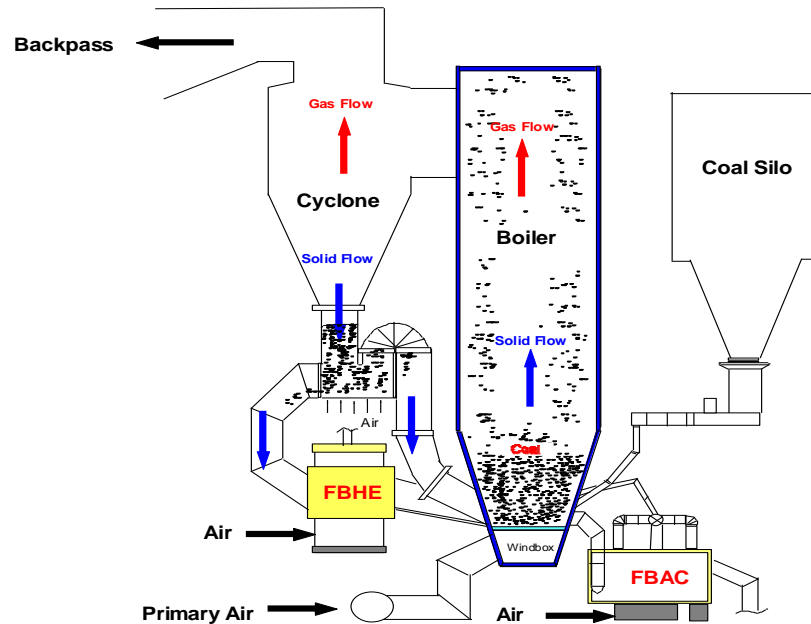 Backpass
Gas Flow
Gas Flow
Coal Silo
Cyclone
Boiler
Solid Flow
Solid Flow
Air
Coal
FBHE
Air
Windbox
FBAC
Primary Air
Air